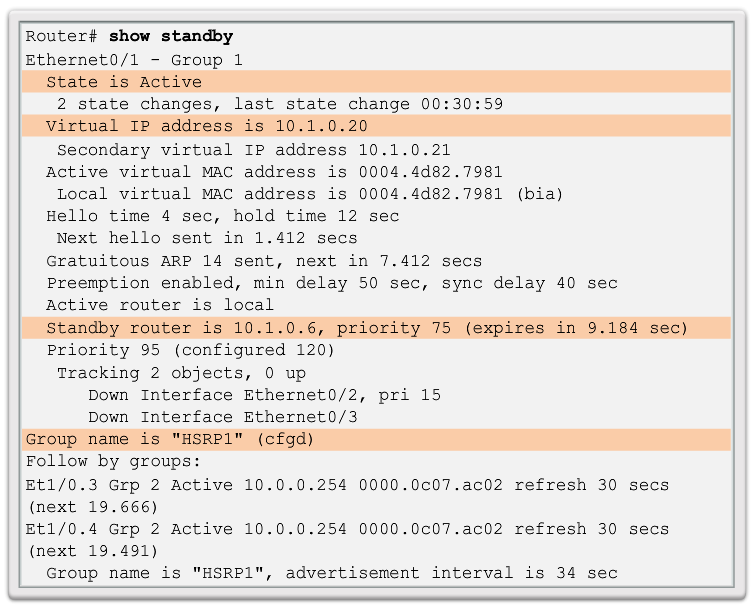 Router# show standby
Ethernet0/1 - Group 1
State is Active
2 state changes, last state change 00:30:59
Virtual IP address is 10.1.0.20
Secondary virtual IP address 10.1.0.21
Active virtual MAC address is 0004.4d82.7981
Local virtual MAC address is 0004.4d82.7981 (bia)
Hello time 4 sec, hold time 12 sec
Next hello sent in 1.412 secs
Gratuitous ARP 14 sent, next in 7.412 secs
Preemption enabled, min delay 50 sec, sync delay 40 sec
Active router is local
Standby router is 10.1.0.6, priority 75 (expires in 9.184 sec)
Priority 95 (configured 120)
Tracking 2 objects, 0 up
Down Interface Ethernet0/2, pri 15
Down Interface Ethernet0/3
Group name is "HSRP1" (cfgd)
Follow by groups:
Et1/0.3 Grp 2 Active 10.0.0.254 0000.0c07.ac02 refresh 30 secs
(next 19.666)
Et1/0.4 Grp 2 Active 10.0.0.254 0000.0c07.ac02 refresh 30 secs
(next 19.491)
Group name is "HSRP1", advertisement interval is 34 sec